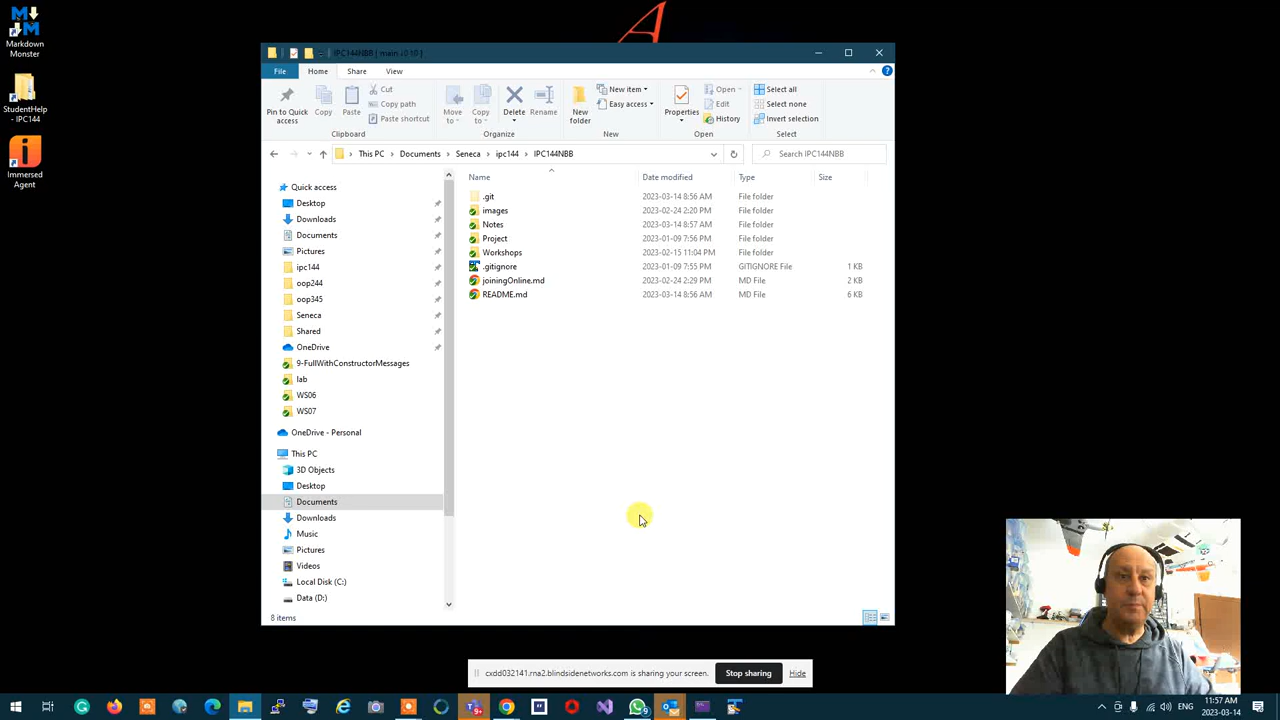 Markdown
Monster
StudentHelp
- IPC144
Immersed
Agent
IPC144NBB [ main ↓0 ↑0 ]
File
Home
Share
View
Pin to Quick
access
Copy
Paste
Cut
Copy path
Paste shortcut
Clipboard
Move
to
Copy
to
Delete
Rename
Organize
New
folder
New item
Easy access
New
Properties
Open
Edit
History
Open
Select all
Select none
Invert selection
Select
This PC > Documents > Seneca > ipc144 > IPC144NBB
Search IPC144NBB
Name Date modified Type Size
.git 2023-03-14 8:56 AM File folder
images 2023-02-24 2:20 PM File folder
Notes 2023-03-14 8:57 AM File folder
Project 2023-01-09 7:56 PM File folder
Workshops 2023-02-15 11:04 PM File folder
.gitignore 2023-01-09 7:55 PM GITIGNORE File 1 KB
joiningOnline.md 2023-02-24 2:29 PM MD File 2 KB
README.md 2023-03-14 8:56 AM MD File 6 KB
Quick access
Desktop
Downloads
Documents
Pictures
ipc144
oop244
oop345
Seneca
Shared
OneDrive
9-FullWithConstructorMessages
lab
WS06
WS07
OneDrive - Personal
This PC
3D Objects
Desktop
Documents
Downloads
Music
Pictures
Videos
Local Disk (C:)
Data (D:)
8 items
cxdd032141.rna2.blindsidenetworks.com is sharing your screen.
Stop sharing
Hide
ENG
11:57 AM
2023-03-14